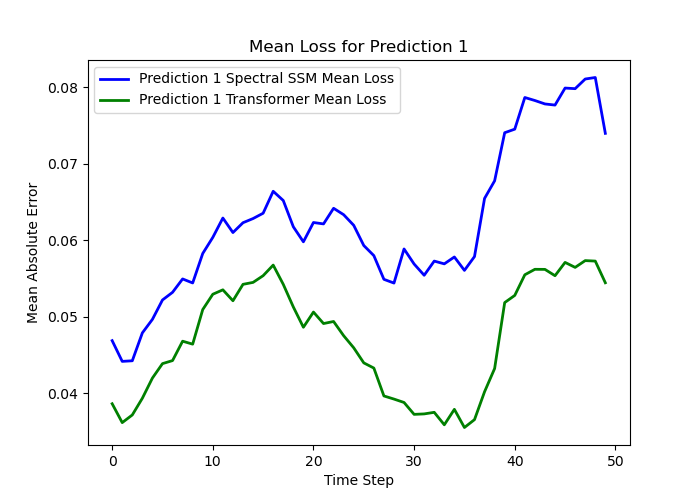 Mean Loss for Prediction 1
Prediction 1 Spectral SSM Mean Loss
Prediction 1 Transformer Mean Loss
Mean Absolute Error
0.08
0.07
0.06
0.05
0.04
0 10 20 30 40 50
Time Step